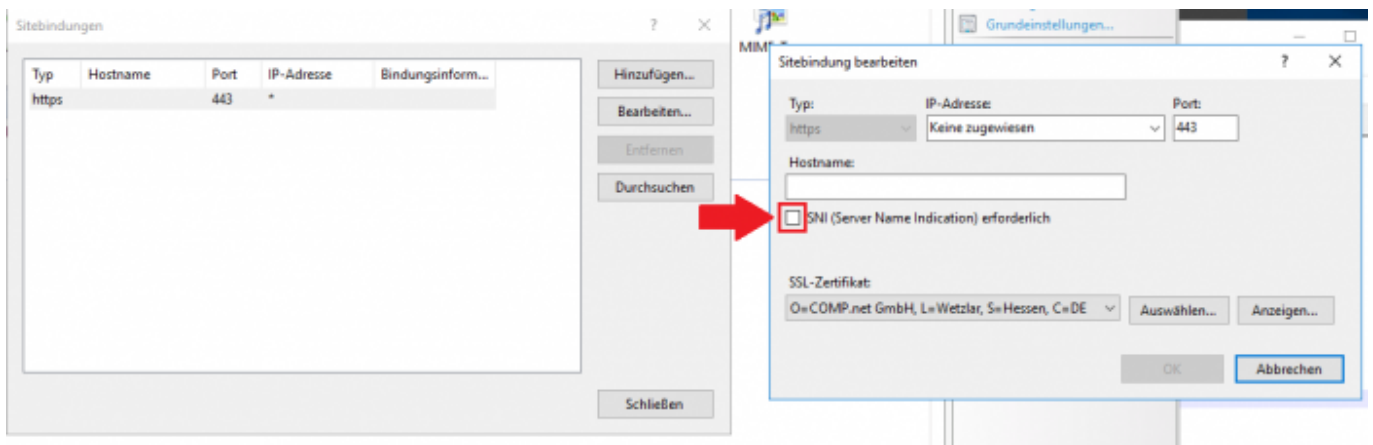 Sitebindungen
? ×
Typ Hostname Port IP-Adresse Bindungsinform...
https 443 *
Hinzufügen...
Bearbeiten...
Entfernen
Durchsuchen
Schließen
Grundeinstellungen...
Sitebindung bearbeiten
? ×
Typ: IP-Adresse: Port:
https Keine zugewiesen 443
Hostname:
SNI (Server Name Indication) erforderlich
SSL-Zertifikat:
O=COMP.net GmbH, L=Wetzlar, S=Hessen, C=DE Auswählen... Anzeigen...
OK Abbrechen